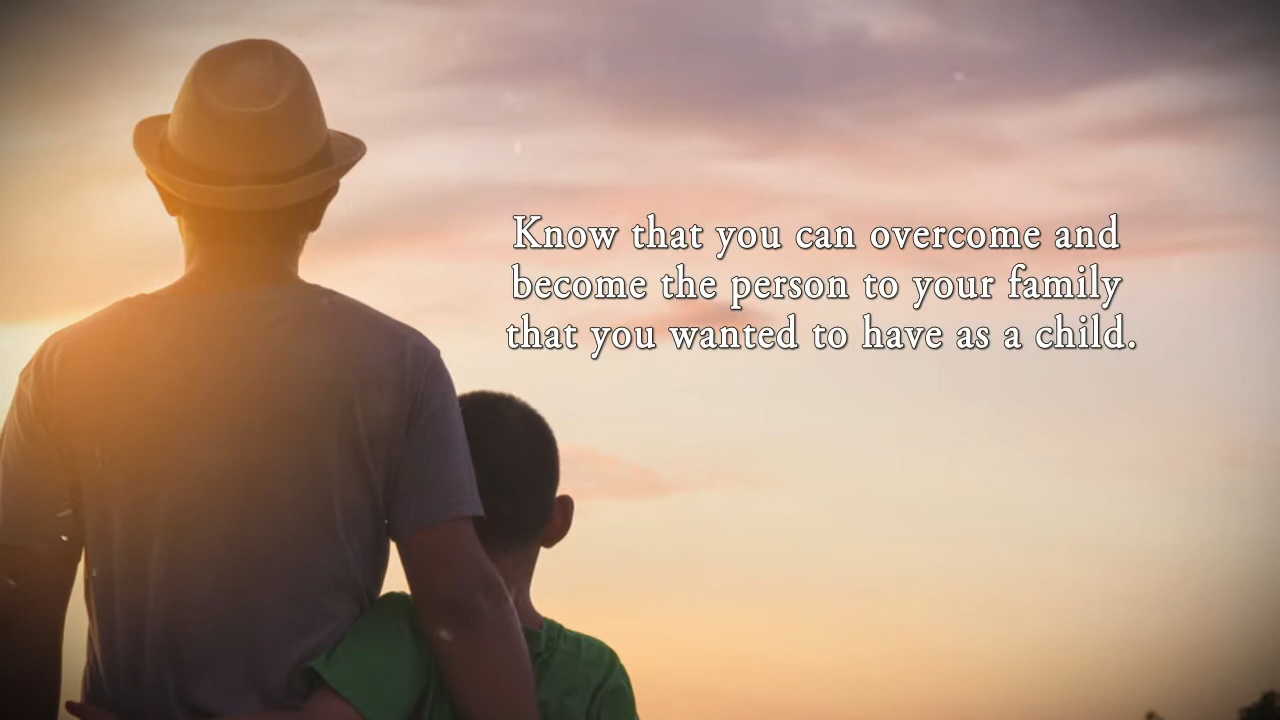 Know that you can overcome and
become the person to your family
that you wanted to have as a child.